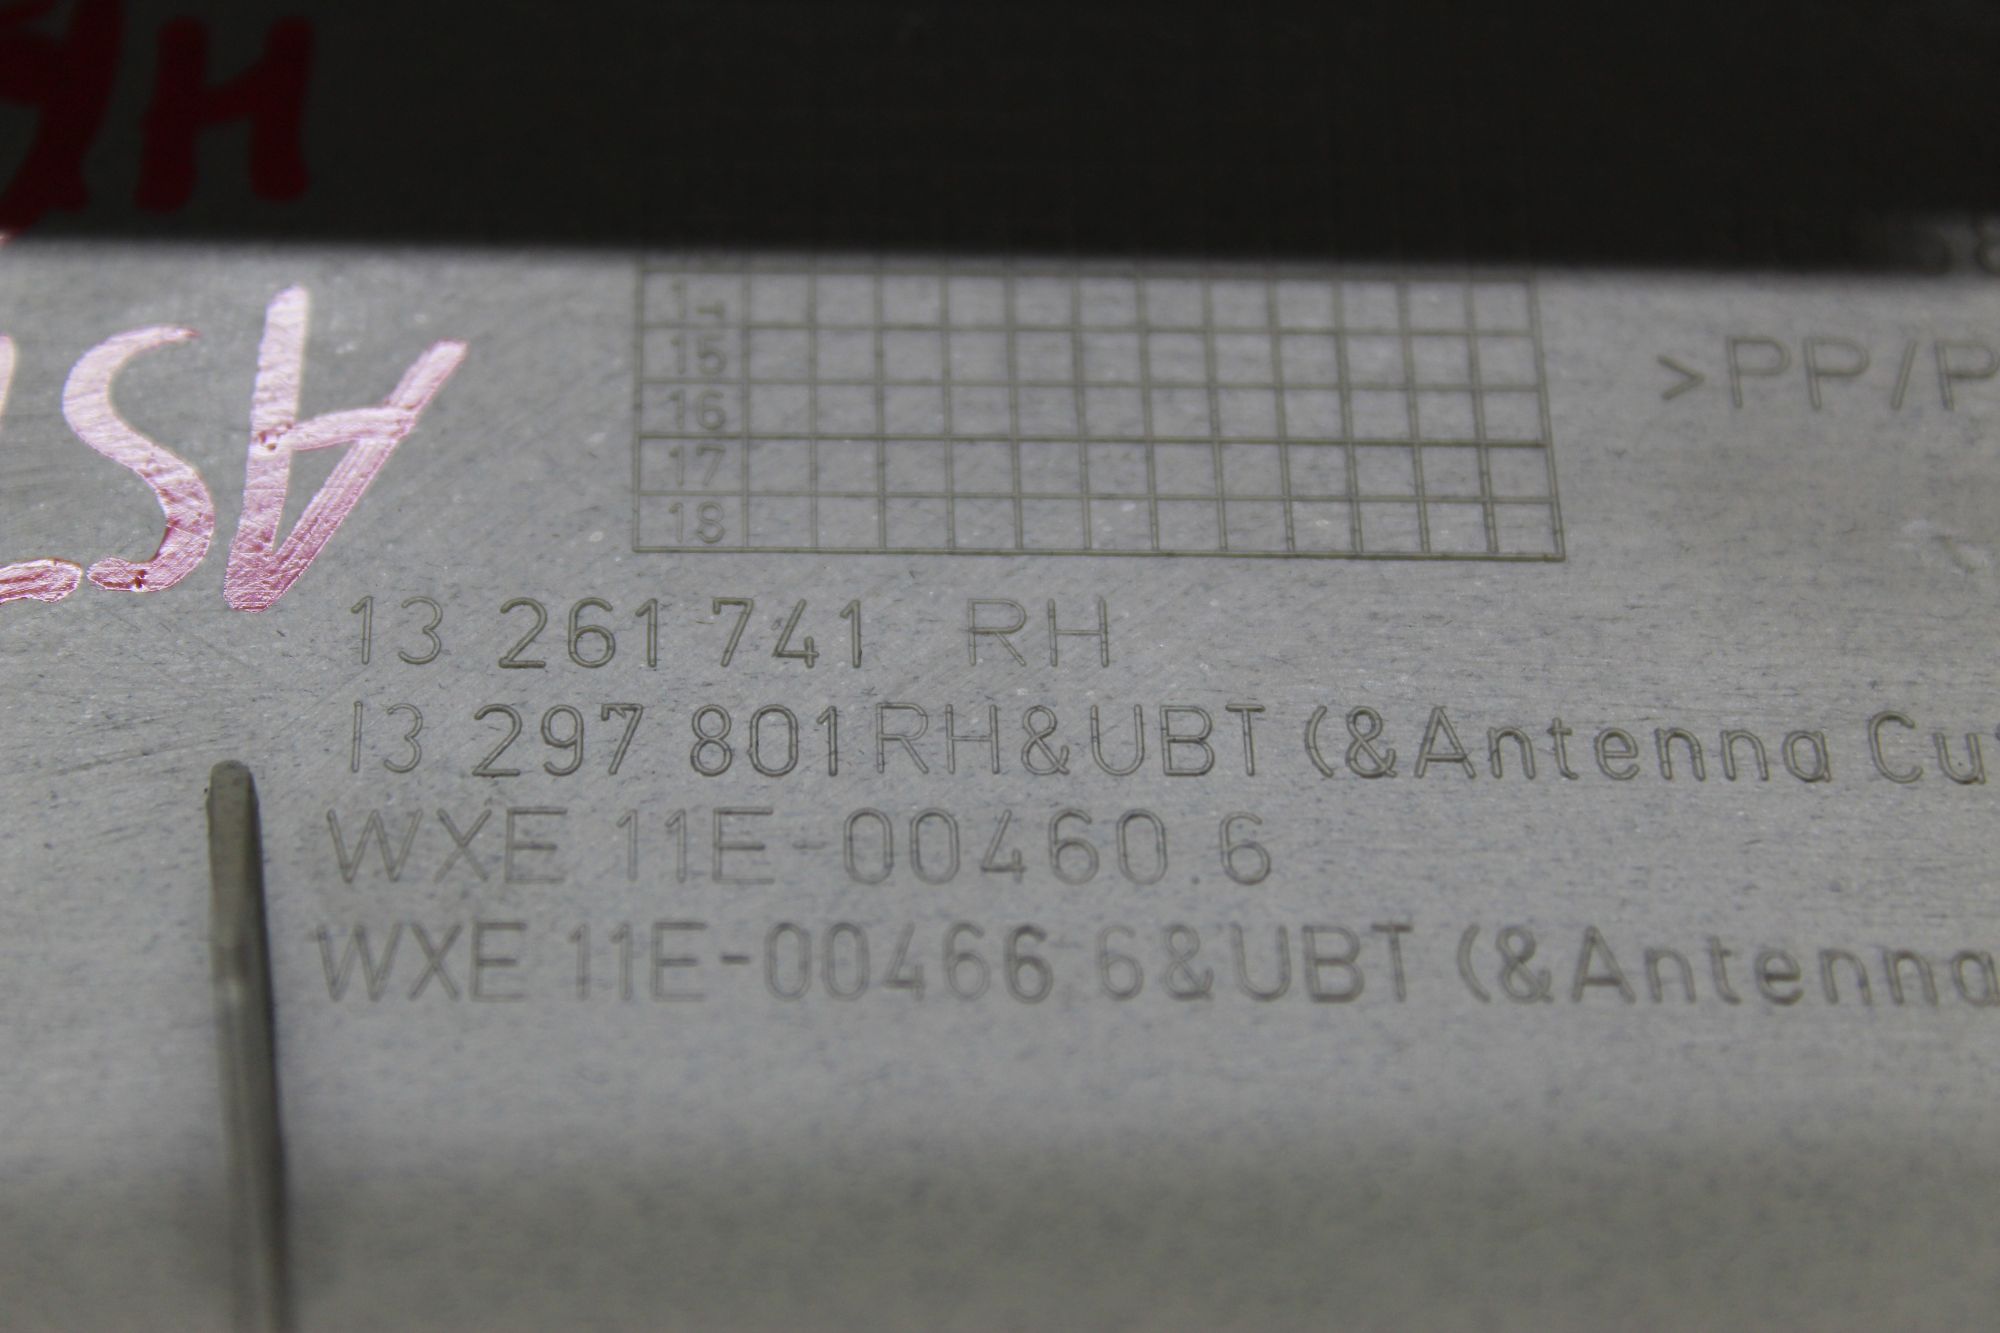 15
16
17
18
>PP/P
13 261 741 RH
13 297 801 RH&UBT (&Antenna Cu
WXE 11E-00460 6
WXE 11E-00466 6&UBT (&Antenna